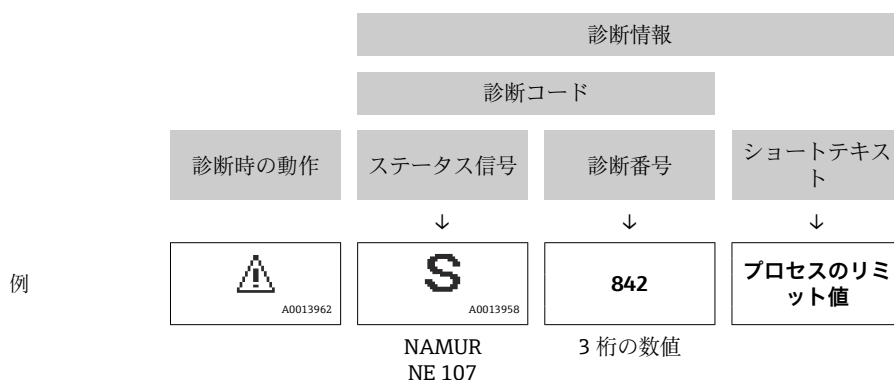 診断情報
診断コード
診断時の動作
ステータス信号
診断番号
ショートテキス
ト
↓
↓
↓
例
A0013962
S
A0013958
842
プロセスのリミ
ット値
NAMUR
NE 107
3 桁の数値